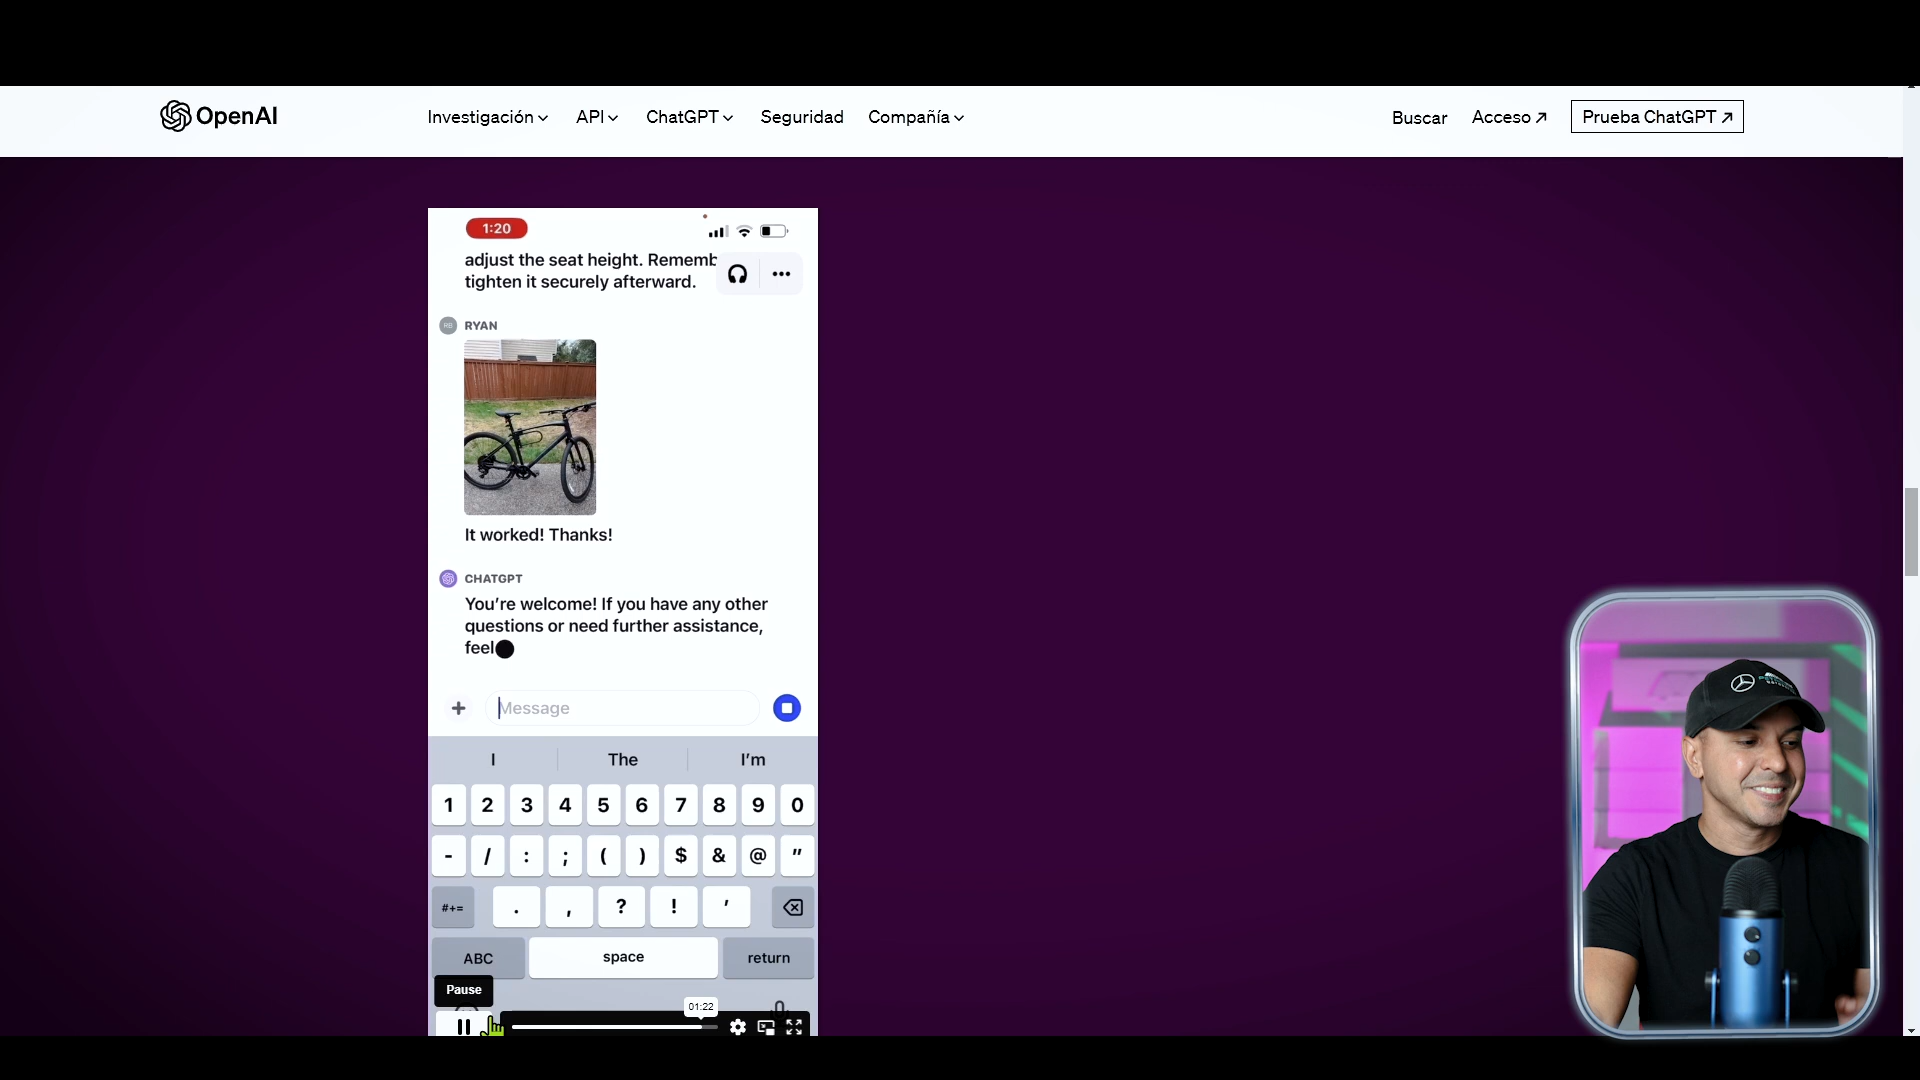 OpenAI
Investigación
API
ChatGPT
Seguridad
Compañía
Buscar
Acceso ↗
Prueba ChatGPT ↗
1:20
adjust the seat height. Rememb
tighten it securely afterward.
RB RYAN
It worked! Thanks!
CHATGPT
You're welcome! If you have any other
questions or need further assistance,
feel
Message
I The I'm
1 2 3 4 5 6 7 8 9 0
- / : ; ( ) $ & @ "
#+= . , ? ! '
ABC space return
Pause
01:22